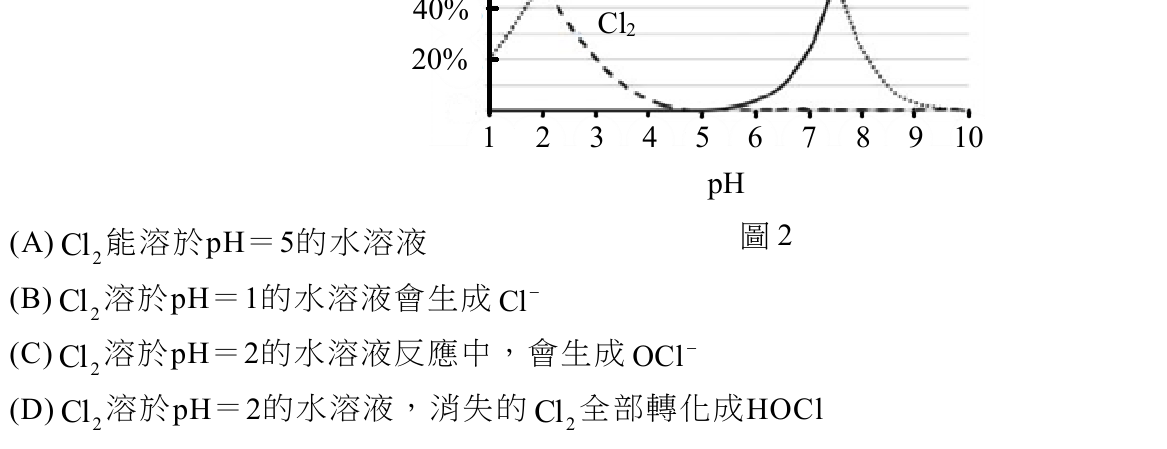 40%
Cl₂
20%
1 2 3 4 5 6 7 8 9 10
pH
圖 2
(A) Cl₂能溶於pH＝5的水溶液
(B) Cl₂溶於pH＝1的水溶液會生成 Cl⁻
(C) Cl₂溶於pH＝2的水溶液反應中，會生成 OCl⁻
(D) Cl₂溶於pH＝2的水溶液，消失的 Cl₂全部轉化成HOCl